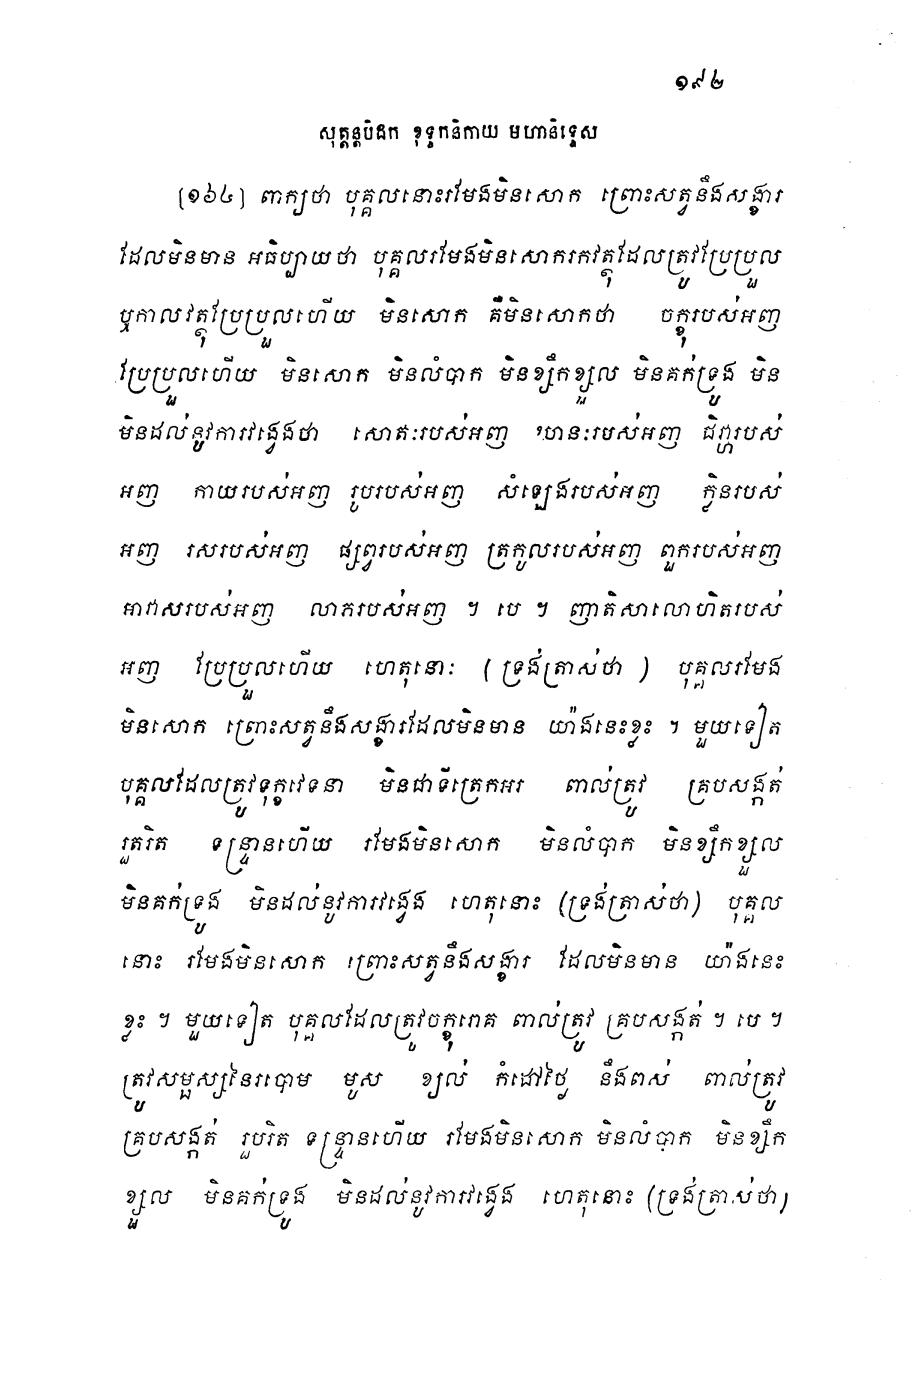 ១៩៤
សុត្តន្តបិដក ខុទ្ទកនិកាយ មហានិទ្ទេស
[១៦៤] ពាក្យថា បុគ្គលនោះរមែងមិនសោក ព្រោះសត្វនឹងសង្ខារ
ដែលមិនមាន អធិប្បាយថា បុគ្គលរមែងមិនសោករកវត្ថុដែលត្រូវប្រែប្រួល
ឬកាលវត្ថុប្រែប្រួលហើយ មិនសោក គឺមិនសោកថា ចក្ខុរបស់អញ
ប្រែប្រួលហើយ មិនសោក មិនលំបាក មិនខ្សឹកខ្សួល មិនគក់ទ្រូង មិន
មិនដល់នូវការវង្វេងថា សោតៈរបស់អញ ឃានៈរបស់អញ ជិវ្ហារបស់
អញ កាយរបស់អញ រូបរបស់អញ សំឡេងរបស់អញ ក្លិនរបស់
អញ រសរបស់អញ ផ្សព្វរបស់អញ ត្រកូលរបស់អញ ពួករបស់អញ
អាវាសរបស់អញ លាភរបស់អញ ។ បេ ។ ញាតិសាលោហិតរបស់
អញ ប្រែប្រួលហើយ ហេតុនោះ (ទ្រង់ត្រាស់ថា) បុគ្គលរមែង
មិនសោក ព្រោះសត្វនឹងសង្ខារដែលមិនមាន យ៉ាងនេះខ្លះ ។ មួយទៀត
បុគ្គលដែលត្រូវទុក្ខវេទនា មិនជាទីត្រេកអរ ពាល់ត្រូវ គ្របសង្កត់
រួតរិត ទន្ទ្រានហើយ រមែងមិនសោក មិនលំបាក មិនខ្សឹកខ្សួល
មិនគក់ទ្រូង មិនដល់នូវការវង្វេង ហេតុនោះ (ទ្រង់ត្រាស់ថា) បុគ្គល
នោះ រមែងមិនសោក ព្រោះសត្វនឹងសង្ខារ ដែលមិនមាន យ៉ាងនេះ
ខ្លះ ។ មួយទៀត បុគ្គលដែលត្រូវចក្ខុរោគ ពាល់ត្រូវ គ្របសង្កត់ ។ បេ ។
ត្រូវសម្ផស្សនៃរបោម មូស ខ្យល់ កំដៅថ្ងៃ នឹងពស់ ពាល់ត្រូវ
គ្របសង្កត់ រួបរិត ទន្ទ្រានហើយ រមែងមិនសោក មិនលំបាក មិនខ្សឹក
ខ្សួល មិនគក់ទ្រូង មិនដល់នូវការវង្វេង ហេតុនោះ (ទ្រង់ត្រាស់ថា)